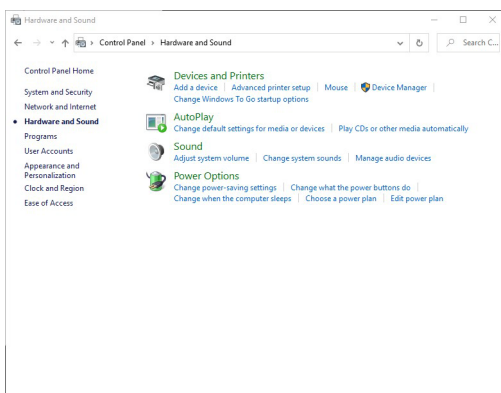 Hardware and Sound
Control Panel > Hardware and Sound
Search C...
Control Panel Home
System and Security
Network and Internet
Hardware and Sound
Programs
User Accounts
Appearance and
Personalization
Clock and Region
Ease of Access
Devices and Printers
Add a device | Advanced printer setup | Mouse | Device Manager |
Change Windows To Go startup options
AutoPlay
Change default settings for media or devices | Play CDs or other media automatically
Sound
Adjust system volume | Change system sounds | Manage audio devices
Power Options
Change power-saving settings | Change what the power buttons do |
Change when the computer sleeps | Choose a power plan | Edit power plan